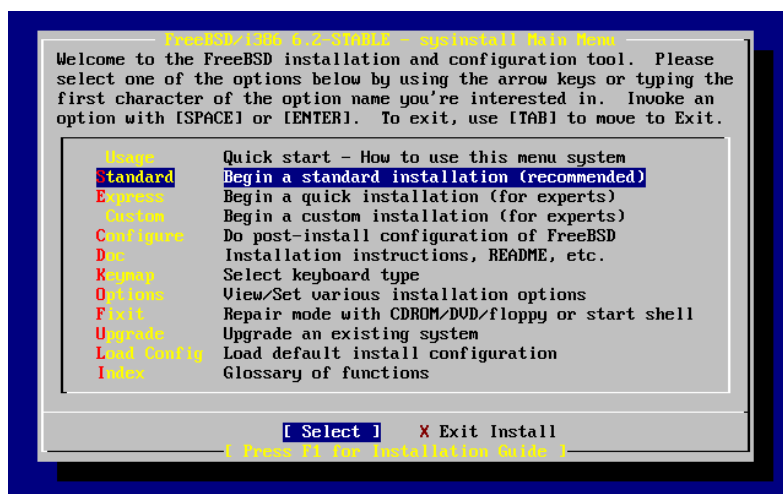 FreeBSD/i386 6.2-STABLE - sysinstall Main Menu
Welcome to the FreeBSD installation and configuration tool.  Please
select one of the options below by using the arrow keys or typing the
first character of the option name you're interested in.  Invoke an
option with [SPACE] or [ENTER].  To exit, use [TAB] to move to Exit.
Usage Quick start - How to use this menu system
Standard Begin a standard installation (recommended)
Express Begin a quick installation (for experts)
Custom Begin a custom installation (for experts)
Configure Do post-install configuration of FreeBSD
Doc Installation instructions, README, etc.
Keymap Select keyboard type
Options View/Set various installation options
Fixit Repair mode with CDROM/DVD/floppy or start shell
Upgrade Upgrade an existing system
Load Config Load default install configuration
Index Glossary of functions
[ Select ] X Exit Install
[ Press F1 for Installation Guide ]